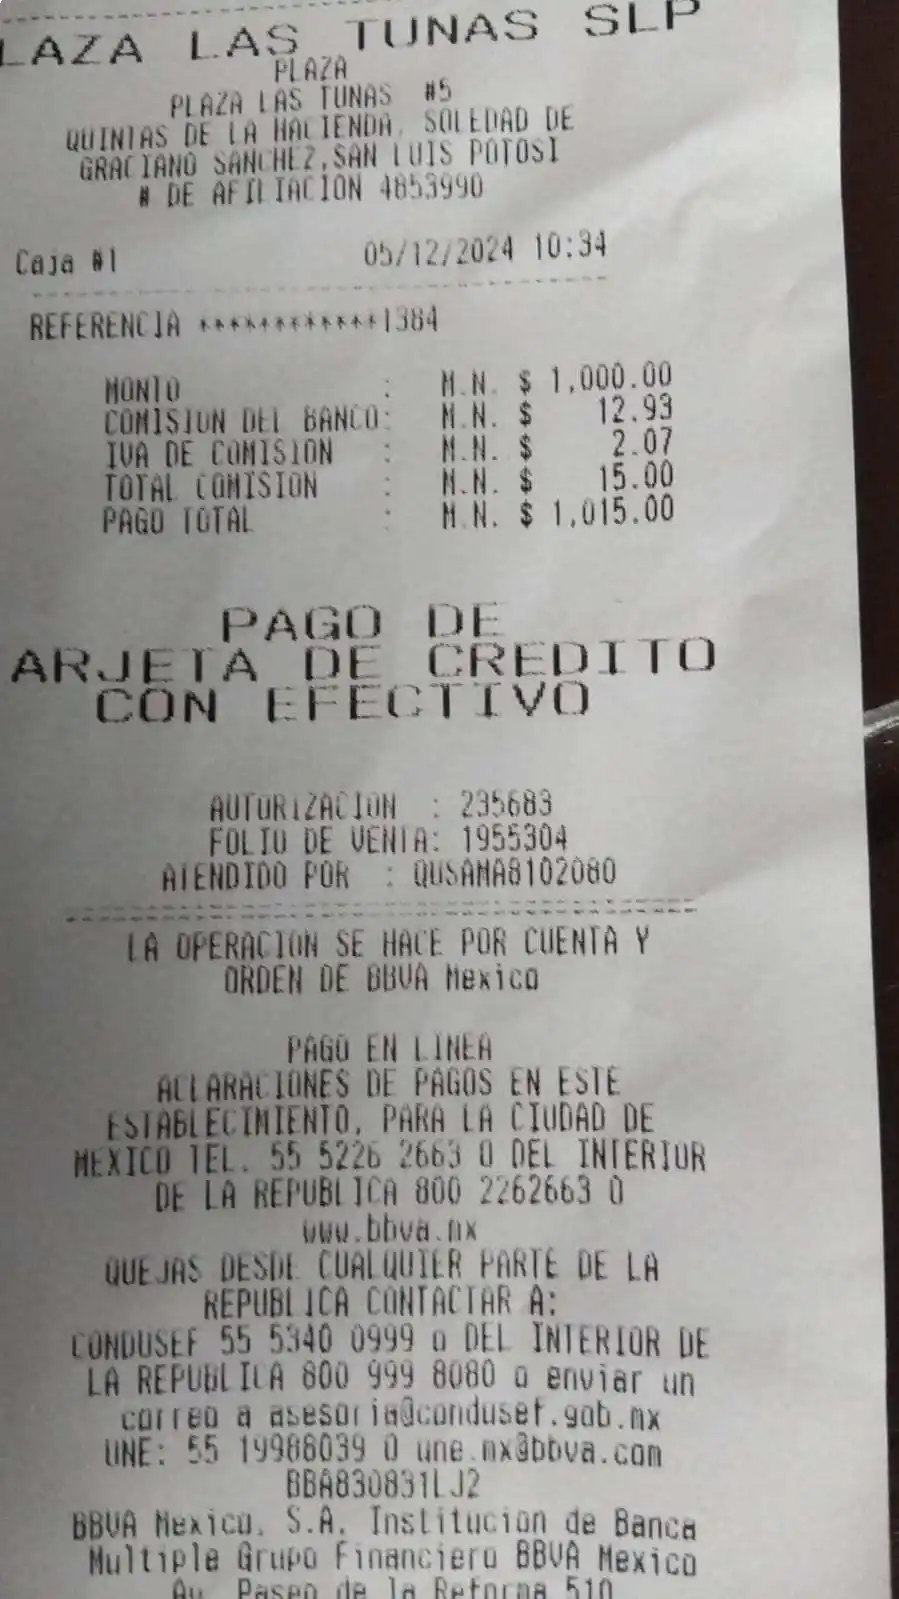 LAZA LAS TUNAS SLP
PLAZA
PLAZA LAS TUNAS #5
QUINTAS DE LA HACIENDA, SOLEDAD DE
GRACIANO SANCHEZ,SAN LUIS POTOSI
# DE AFILIACION 4853990
Caja #1 05/12/2024 10:34
REFERENCIA ************1384
MONTO : M.N. $ 1,000.00
COMISION DEL BANCO: M.N. $ 12.93
IVA DE COMISION : M.N. $ 2.07
TOTAL COMISION : M.N. $ 15.00
PAGO TOTAL : M.N. $ 1,015.00
PAGO DE
ARJETA DE CREDITO
CON EFECTIVO
AUTORIZACION : 235683
FOLIO DE VENTA: 1955304
ATENDIDO POR : QUSAMA8102080
LA OPERACION SE HACE POR CUENTA Y
ORDEN DE BBVA Mexico
PAGO EN LINEA
ACLARACIONES DE PAGOS EN ESTE
ESTABLECIMIENTO, PARA LA CIUDAD DE
MEXICO TEL. 55 5226 2663 O DEL INTERIOR
DE LA REPUBLICA 800 2262663 O
www.bbva.mx
QUEJAS DESDE CUALQUIER PARTE DE LA
REPUBLICA CONTACTAR A:
CONDUSEF 55 5340 0999 o DEL INTERIOR DE
LA REPUBLICA 800 999 8080 o enviar un
correo a asesoria@condusef.gob.mx
UNE: 55 19988039 O une.mx@bbva.com
BBA830831LJ2
BBVA Mexico, S.A. Institucion de Banca
Multiple Grupo Financiero BBVA Mexico
Av. Paseo de la Reforma 510